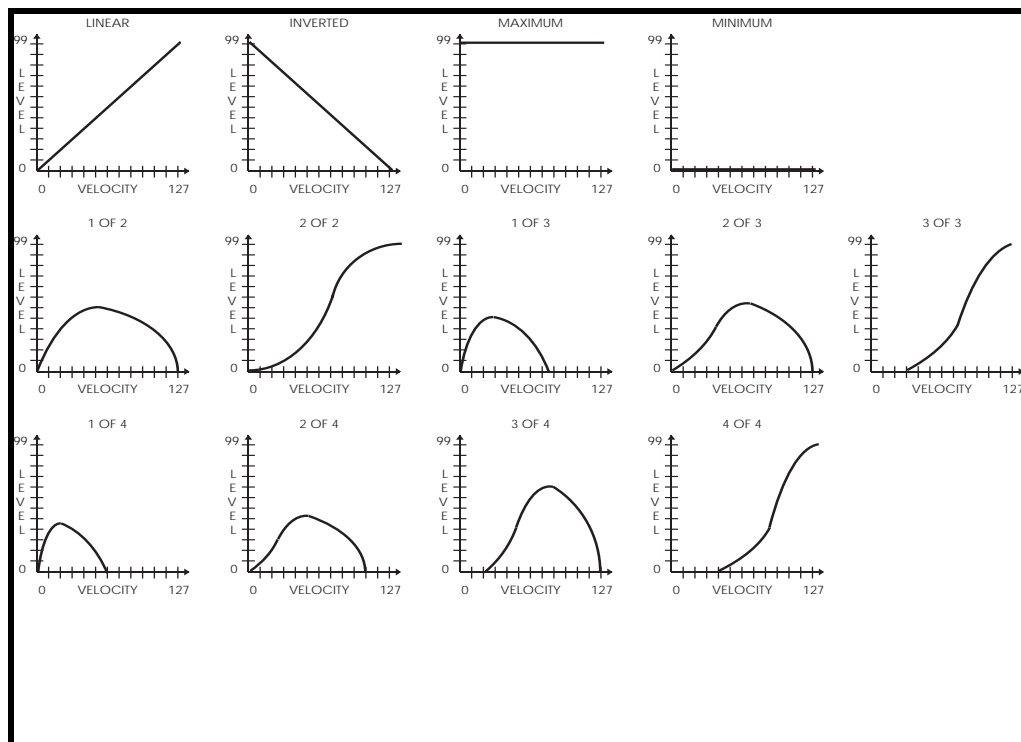 LINEAR INVERTED MAXIMUM MINIMUM
99 99 99 99
L L L L
E E E E
V V V V
E E E E
L L L L
0 0 0 0
0 VELOCITY 127 0 VELOCITY 127 0 VELOCITY 127 0 VELOCITY 127
1 OF 2 2 OF 2 1 OF 3 2 OF 3 3 OF 3
99 99 99 99 99
L L L L L
E E E E E
V V V V V
E E E E E
L L L L L
0 0 0 0 0
0 VELOCITY 127 0 VELOCITY 127 0 VELOCITY 127 0 VELOCITY 127 0 VELOCITY 127
1 OF 4 2 OF 4 3 OF 4 4 OF 4
99 99 99 99
L L L L
E E E E
V V V V
E E E E
L L L L
0 0 0 0
0 VELOCITY 127 0 VELOCITY 127 0 VELOCITY 127 0 VELOCITY 127